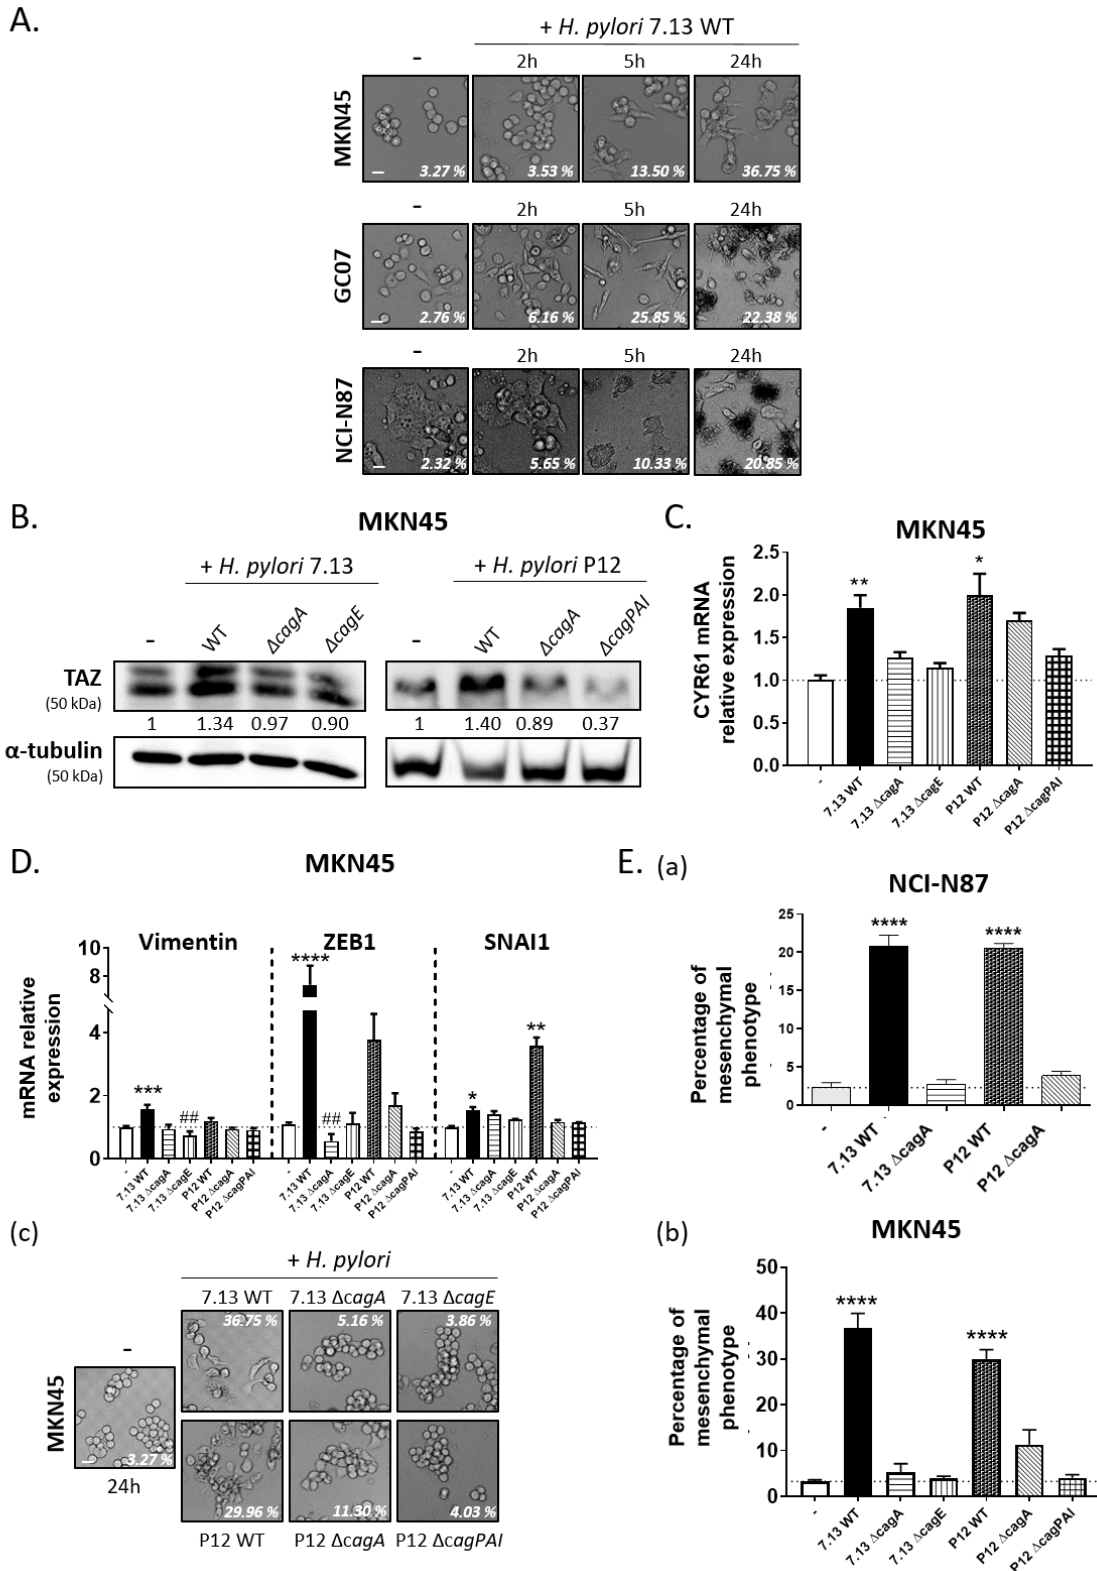 A.
+ H. pylori 7.13 WT
- 2h 5h 24h
MKN45
3.27 % 3.53 % 13.50 % 36.75 %
- 2h 5h 24h
GC07
2.76 % 6.16 % 25.85 % 22.38 %
- 2h 5h 24h
NCI-N87
2.32 % 5.65 % 10.33 % 20.85 %
B.
MKN45
+ H. pylori 7.13
- WT ΔcagA ΔcagE
+ H. pylori P12
- WT ΔcagA ΔcagPAI
TAZ
(50 kDa)
1 1.34 0.97 0.90
1 1.40 0.89 0.37
α-tubulin
(50 kDa)
C.
MKN45
CYR61 mRNA
relative expression
2.5
2.0
1.5
1.0
0.5
0.0
** *
- 7.13 WT 7.13 ΔcagA 7.13 ΔcagE P12 WT P12 ΔcagA P12 ΔcagPAI
D.
MKN45
Vimentin ZEB1 SNAI1
mRNA relative
expression
10
8
4
2
0
*** ## **** ## * **
- 7.13 WT 7.13 ΔcagA 7.13 ΔcagE P12 WT P12 ΔcagA P12 ΔcagPAI
- 7.13 WT 7.13 ΔcagA 7.13 ΔcagE P12 WT P12 ΔcagA P12 ΔcagPAI
- 7.13 WT 7.13 ΔcagA 7.13 ΔcagE P12 WT P12 ΔcagA P12 ΔcagPAI
E. (a)
NCI-N87
Percentage of
mesenchymal
phenotype
25
20
15
10
5
0
**** ****
- 7.13 WT 7.13 ΔcagA P12 WT P12 ΔcagA
(b)
MKN45
Percentage of
mesenchymal
phenotype
50
40
30
20
10
0
**** ****
- 7.13 WT 7.13 ΔcagA 7.13 ΔcagE P12 WT P12 ΔcagA P12 ΔcagPAI
(c)
+ H. pylori
7.13 WT 7.13 ΔcagA 7.13 ΔcagE
36.75 % 5.16 % 3.86 %
-
MKN45
3.27 %
24h
29.96 % 11.30 % 4.03 %
P12 WT P12 ΔcagA P12 ΔcagPAI